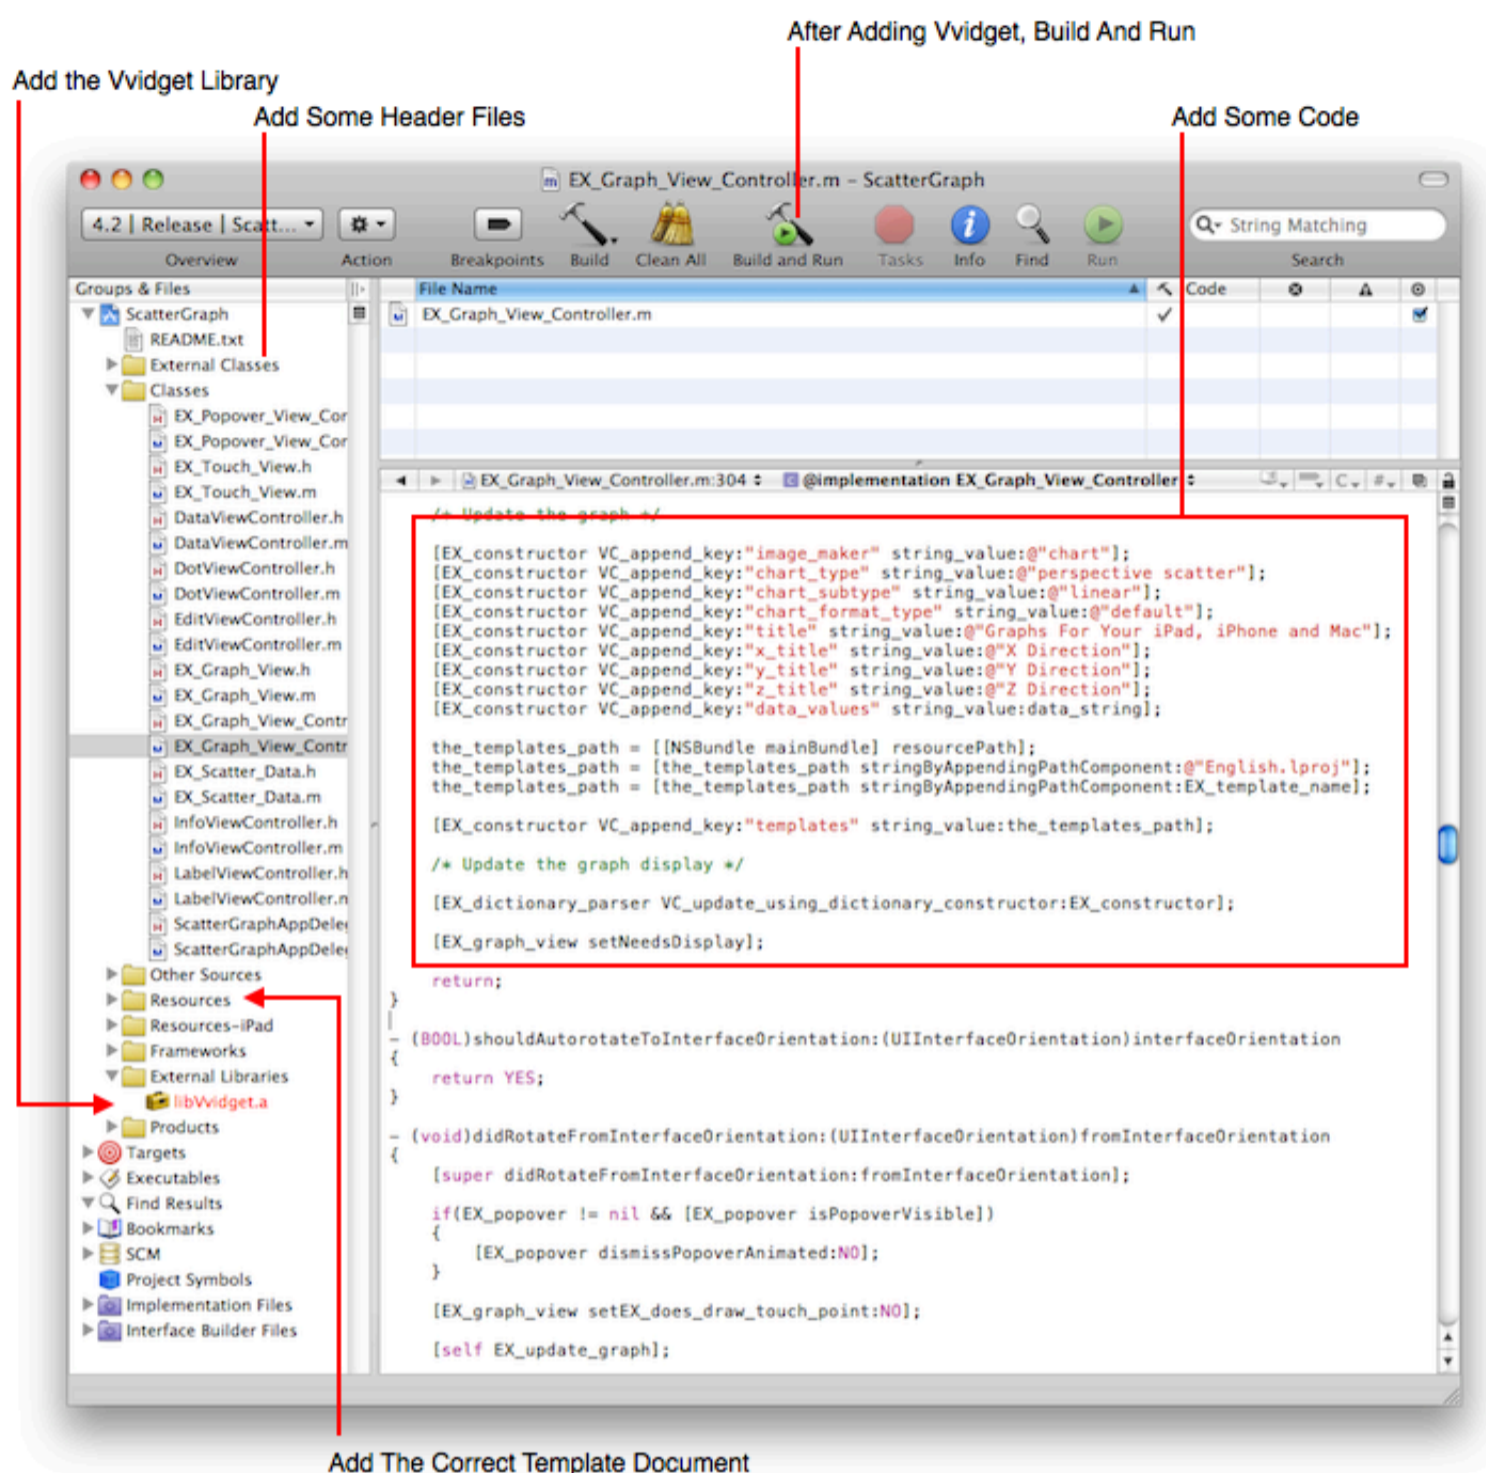 After Adding Vvidget, Build And Run
Add the Vvidget Library
Add Some Header Files
Add Some Code
EX_Graph_View_Controller.m – ScatterGraph
4.2 | Release | Scatt...
String Matching
Overview
Action
Breakpoints
Build
Clean All
Build and Run
Tasks
Info
Find
Run
Search
Groups & Files
File Name
Code
ScatterGraph
EX_Graph_View_Controller.m
README.txt
External Classes
Classes
EX_Popover_View_Cor
EX_Popover_View_Cor
EX_Touch_View.h
EX_Touch_View.m
DataViewController.h
DataViewController.m
DotViewController.h
DotViewController.m
EditViewController.h
EditViewController.m
EX_Graph_View.h
EX_Graph_View.m
EX_Graph_View_Contr
EX_Graph_View_Contr
EX_Scatter_Data.h
EX_Scatter_Data.m
InfoViewController.h
InfoViewController.m
LabelViewController.h
LabelViewController.n
ScatterGraphAppDele
ScatterGraphAppDele
Other Sources
Resources
Resources-iPad
Frameworks
External Libraries
libVvidget.a
Products
Targets
Executables
Find Results
Bookmarks
SCM
Project Symbols
Implementation Files
Interface Builder Files
EX_Graph_View_Controller.m:304
@implementation EX_Graph_View_Controller
C
#
/* Update the graph */
[EX_constructor VC_append_key:"image_maker" string_value:@"chart"];
[EX_constructor VC_append_key:"chart_type" string_value:@"perspective scatter"];
[EX_constructor VC_append_key:"chart_subtype" string_value:@"linear"];
[EX_constructor VC_append_key:"chart_format_type" string_value:@"default"];
[EX_constructor VC_append_key:"title" string_value:@"Graphs For Your iPad, iPhone and Mac"];
[EX_constructor VC_append_key:"x_title" string_value:@"X Direction"];
[EX_constructor VC_append_key:"y_title" string_value:@"Y Direction"];
[EX_constructor VC_append_key:"z_title" string_value:@"Z Direction"];
[EX_constructor VC_append_key:"data_values" string_value:data_string];
the_templates_path = [[NSBundle mainBundle] resourcePath];
the_templates_path = [the_templates_path stringByAppendingPathComponent:@"English.lproj"];
the_templates_path = [the_templates_path stringByAppendingPathComponent:EX_template_name];
[EX_constructor VC_append_key:"templates" string_value:the_templates_path];
/* Update the graph display */
[EX_dictionary_parser VC_update_using_dictionary_constructor:EX_constructor];
[EX_graph_view setNeedsDisplay];
return;
}
- (BOOL)shouldAutorotateToInterfaceOrientation:(UIInterfaceOrientation)interfaceOrientation
{
return YES;
}
- (void)didRotateFromInterfaceOrientation:(UIInterfaceOrientation)fromInterfaceOrientation
{
[super didRotateFromInterfaceOrientation:fromInterfaceOrientation];
if(EX_popover != nil && [EX_popover isPopoverVisible])
{
[EX_popover dismissPopoverAnimated:NO];
}
[EX_graph_view setEX_does_draw_touch_point:NO];
[self EX_update_graph];
Add The Correct Template Document